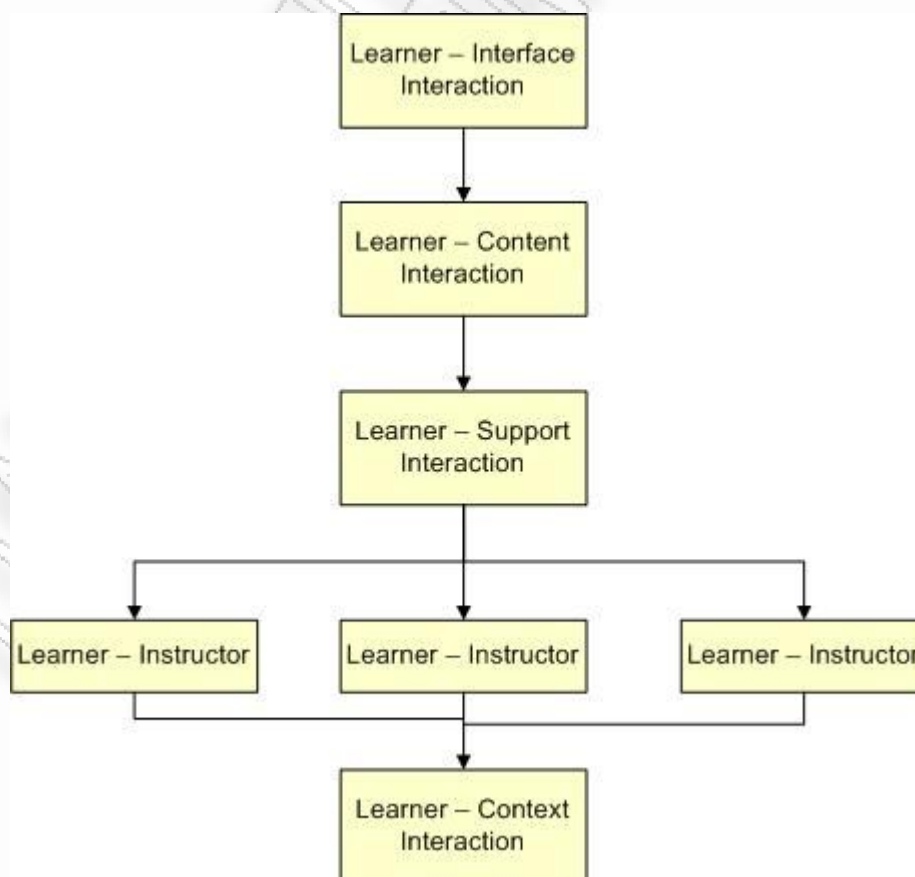 Learner – Interface
Interaction
Learner – Content
Interaction
Learner – Support
Interaction
Learner – Instructor
Learner – Instructor
Learner – Instructor
Learner – Context
Interaction